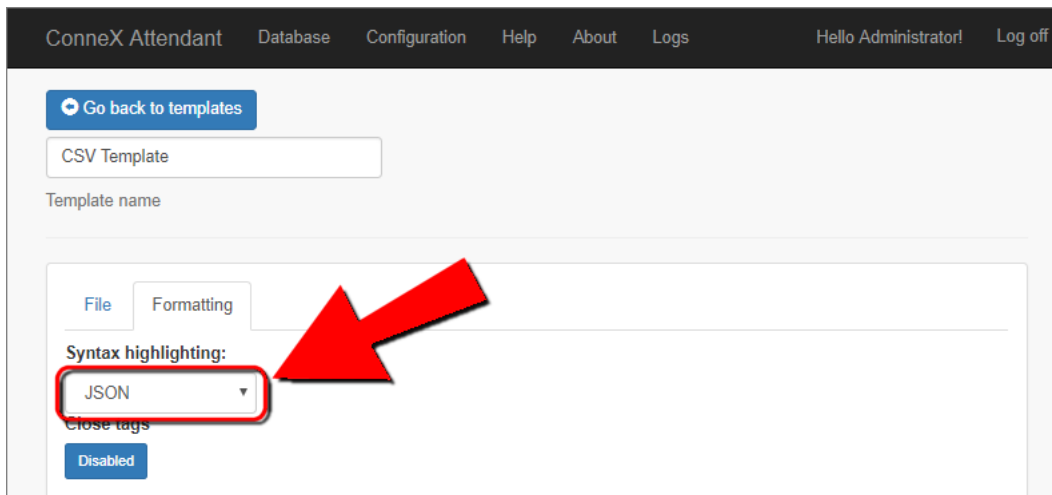 ConneX Attendant Database Configuration Help About Logs Hello Administrator! Log off
Go back to templates
CSV Template
Template name
File Formatting
Syntax highlighting:
JSON
Close tags
Disabled